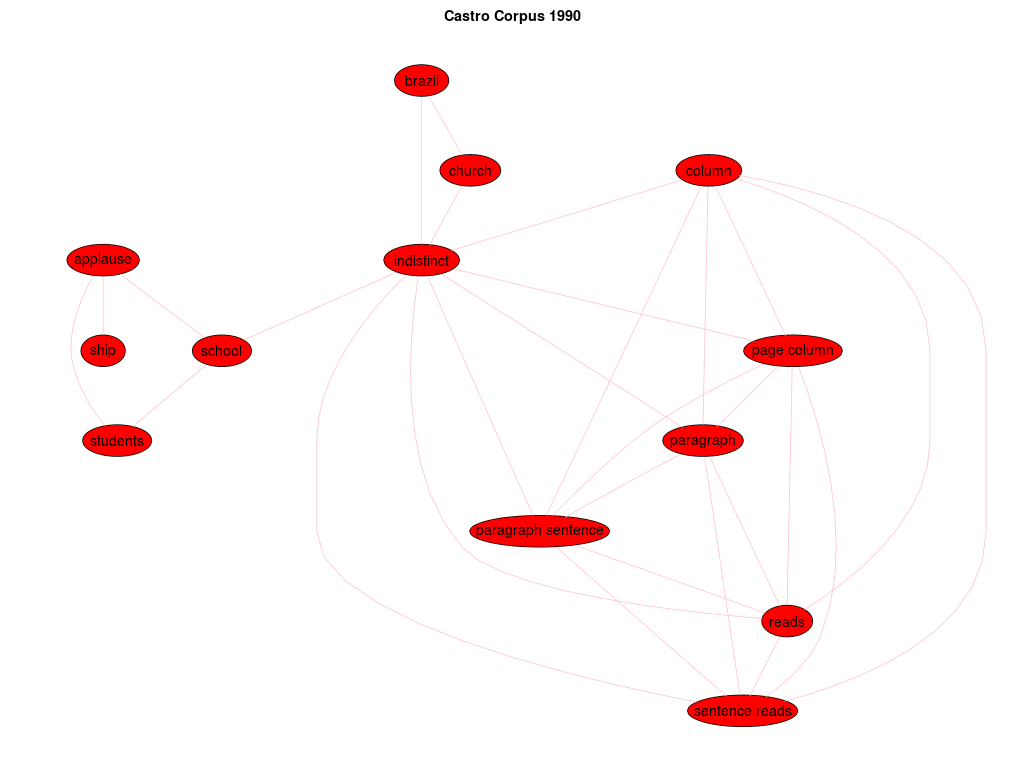 Castro Corpus 1990
brazil
church
column
applause
indistinct
ship
school
page column
students
paragraph
paragraph sentence
reads
sentence reads